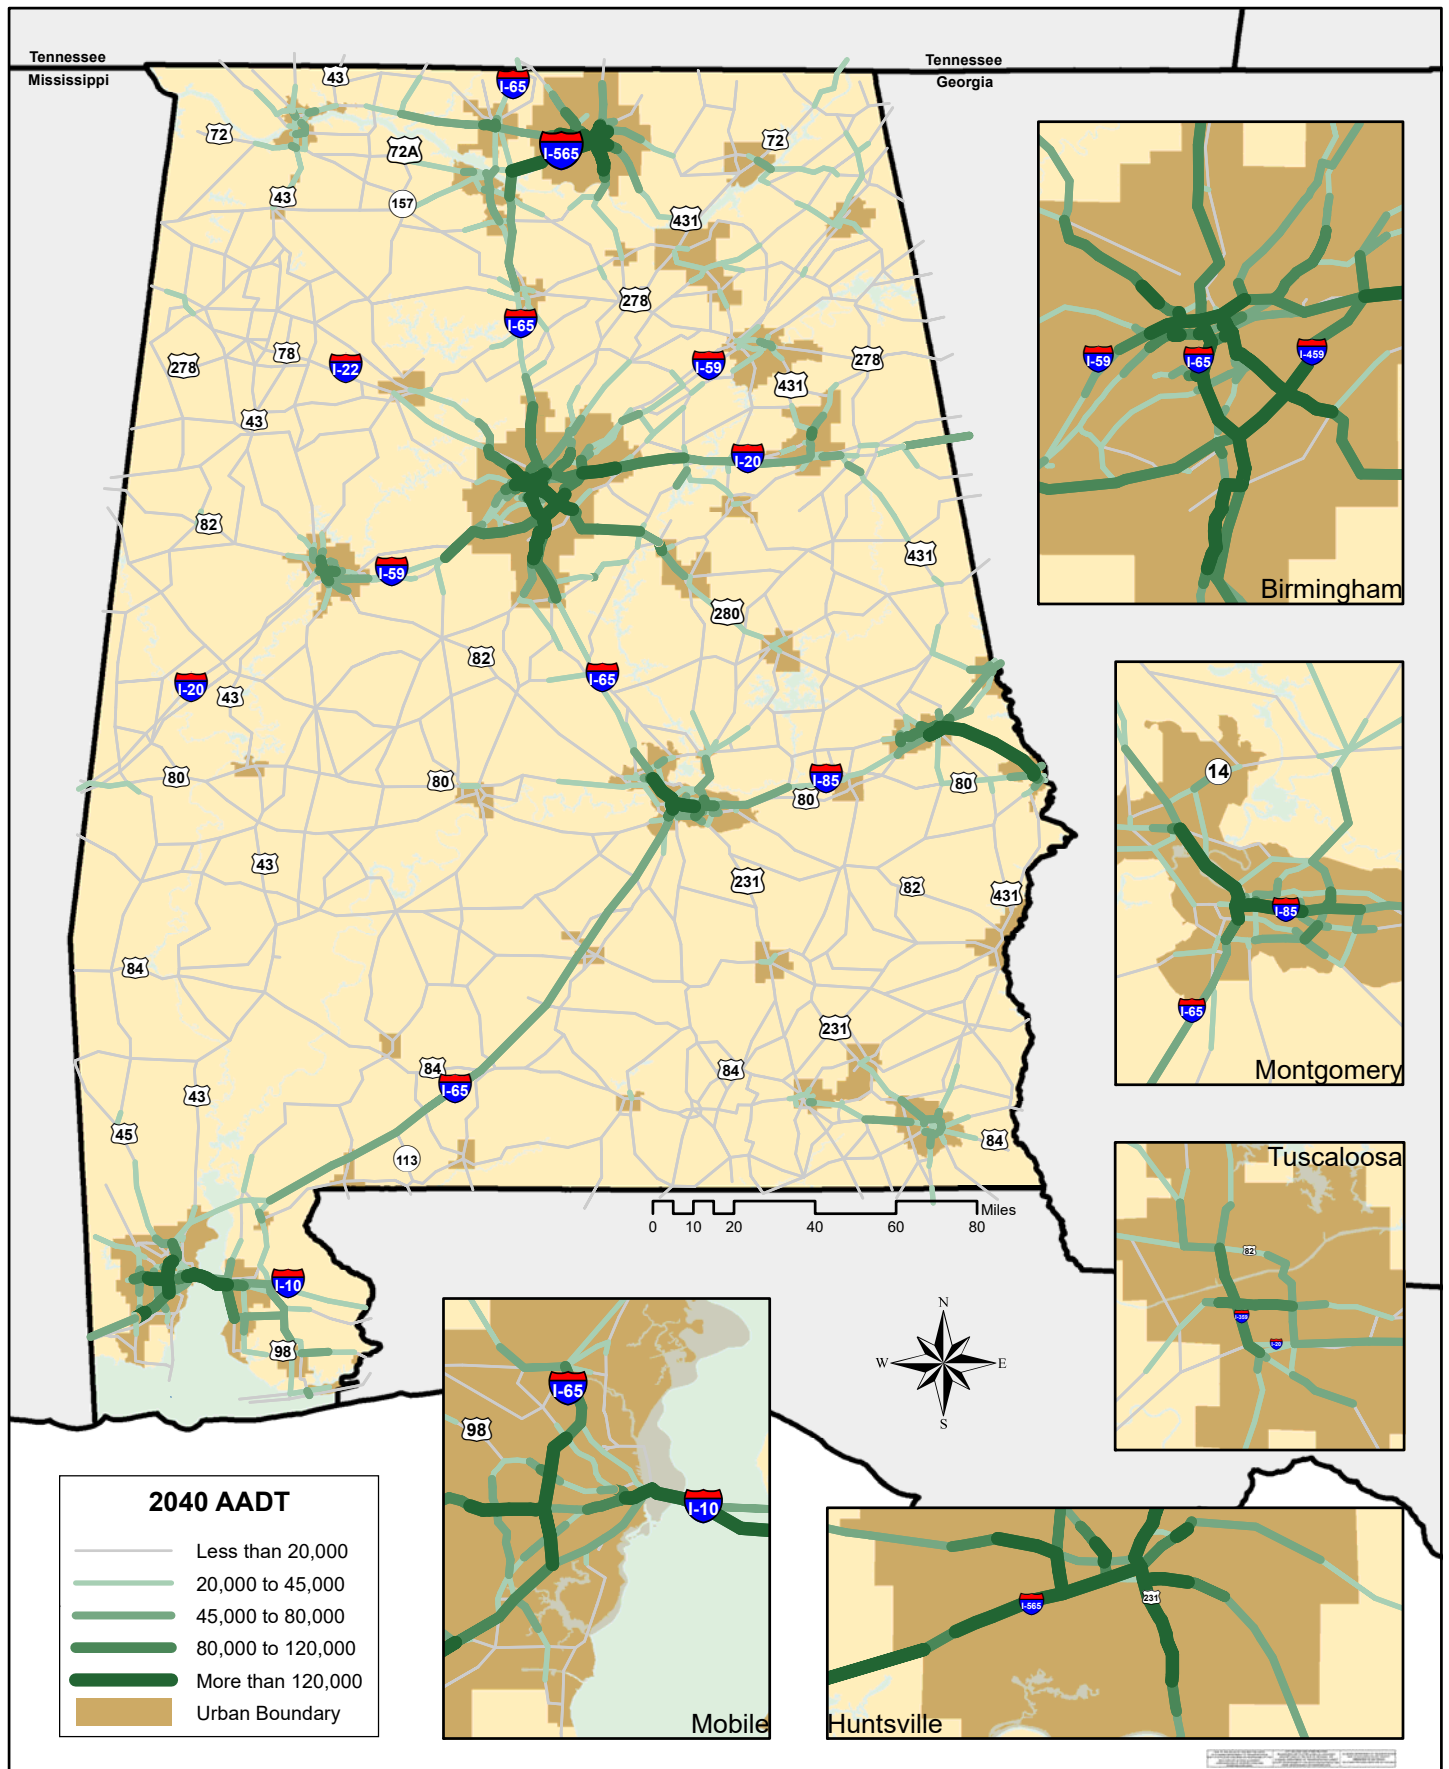 Tennessee
Mississippi
Tennessee
Georgia
43
I-65
72
72A
I-565
72
43
157
431
278
I-65
278
78
I-22
I-59
431
278
43
I-20
82
431
I-59
280
82
I-20
43
I-65
80
80
I-85
80
80
43
231
82
431
84
231
84
84
I-65
43
45
113
84
I-10
98
0 10 20 40 60 80
Miles
I-59
I-65
I-459
Birmingham
14
I-85
I-65
Montgomery
Tuscaloosa
82
I-359
I-20
N
W E
S
I-65
98
I-10
Mobile
I-565
231
Huntsville
2040 AADT
Less than 20,000
20,000 to 45,000
45,000 to 80,000
80,000 to 120,000
More than 120,000
Urban Boundary